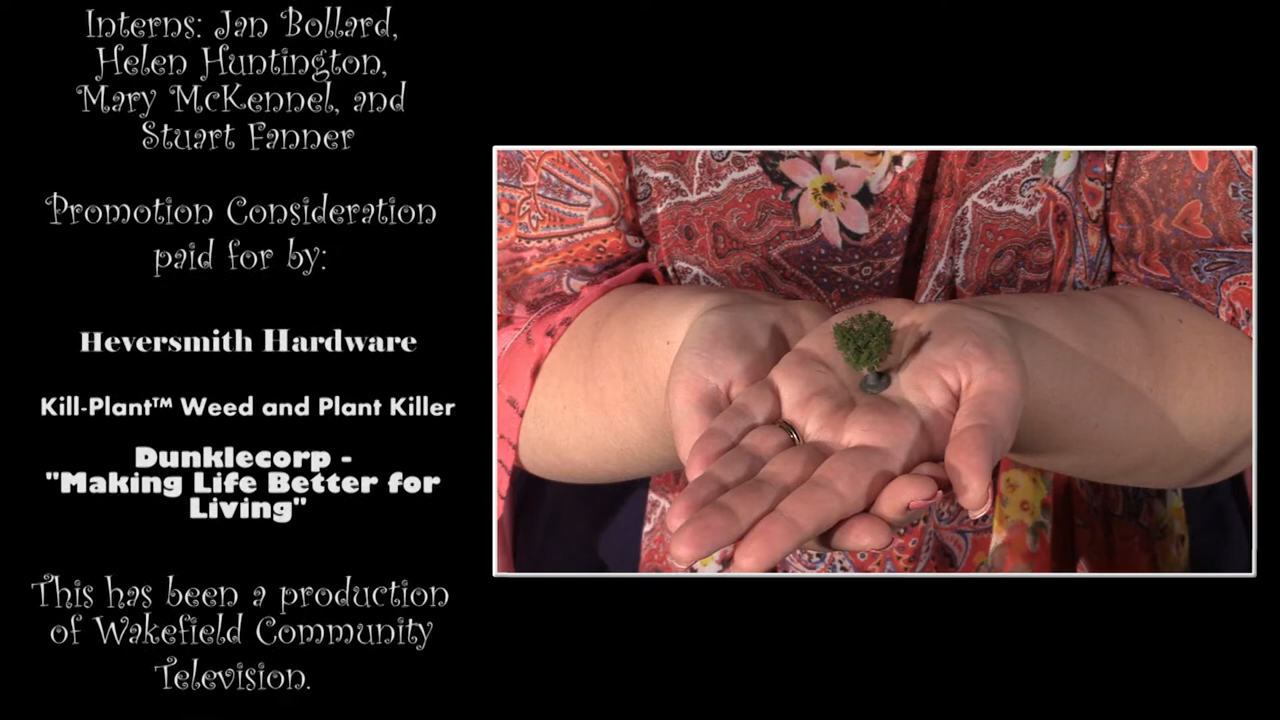 Interns: Jan Bollard,
Helen Huntington,
Mary McKennel, and
Stuart Fanner
Promotion Consideration
paid for by:
Heversmith Hardware
Kill-Plant™ Weed and Plant Killer
Dunklecorp -
"Making Life Better for
Living"
This has been a production
of Wakefield Community
Television.